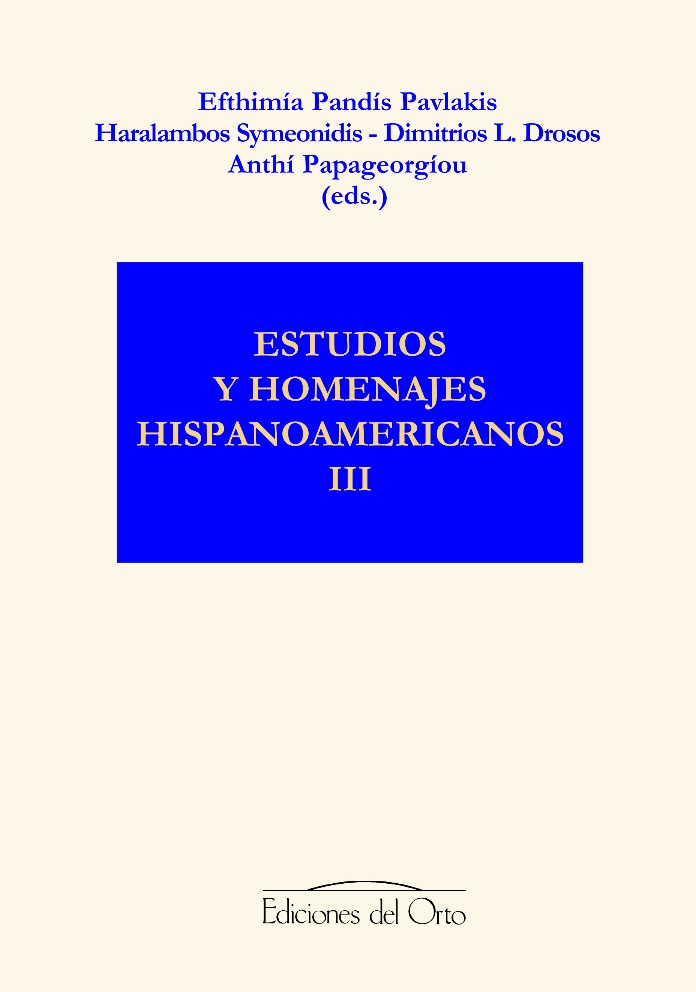 Efthimía Pandís Pavlakis
Haralambos Symeonidis - Dimitrios L. Drosos
Anthí Papageorgíou
(eds.)
ESTUDIOS
Y HOMENAJES
HISPANOAMERICANOS
III
Ediciones del Orto